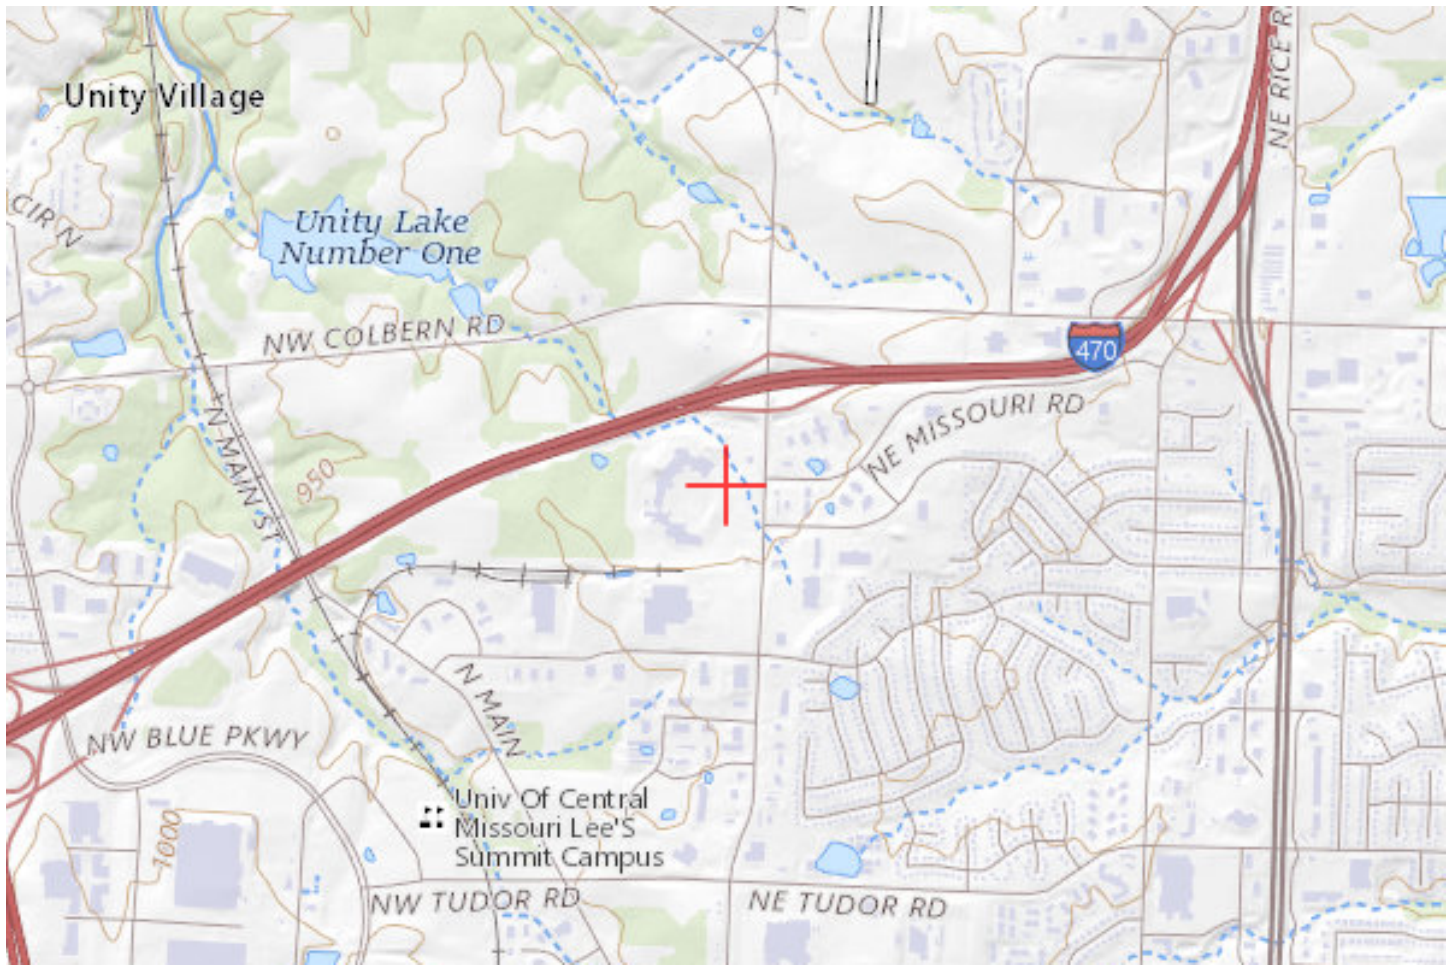 NE RICE R
Unity Village
CIR N
Unity Lake
Number One
NW COLBERN RD
470
NE MISSOURI RD
N MAIN ST
950
N MAIN
NW BLUE PKWY
1000
Univ Of Central
Missouri Lee'S
Summit Campus
NW TUDOR RD
NE TUDOR RD